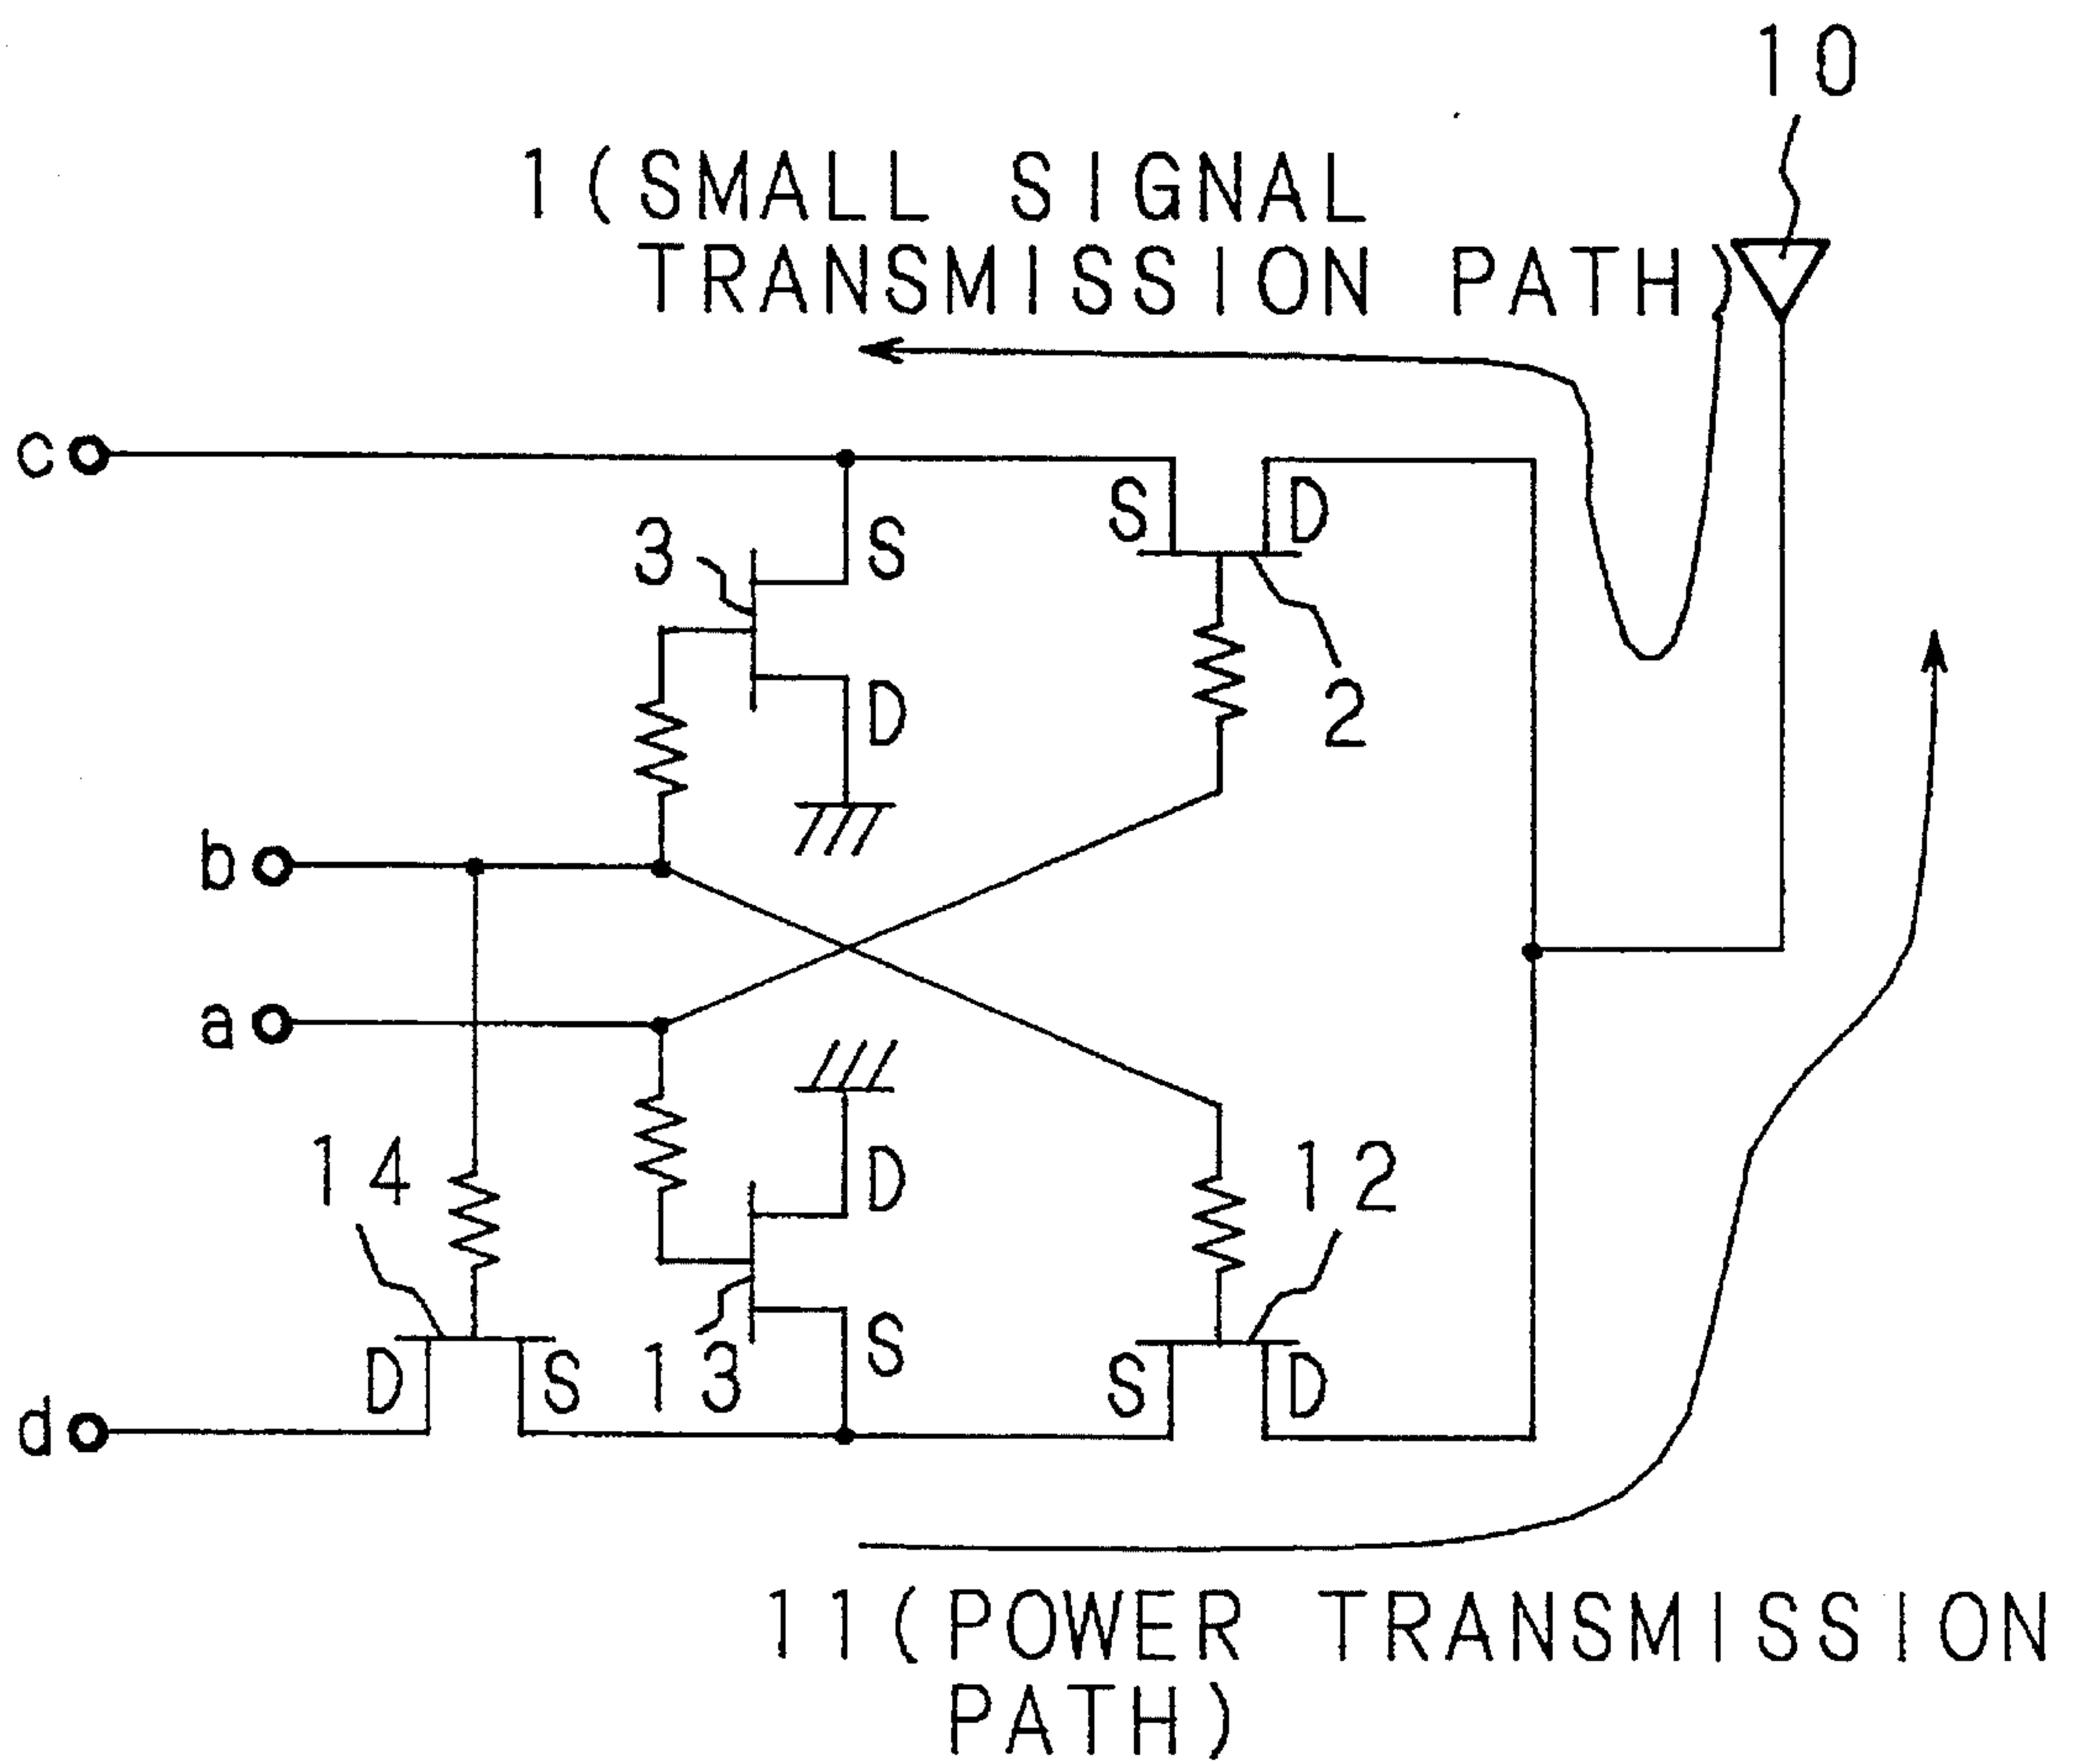 10
1(SMALL SIGNAL
TRANSMISSION PATH)
c
S D
3 S
2
D
b
a
14 D 12
13 S
D S S D
d
11(POWER TRANSMISSION
PATH)